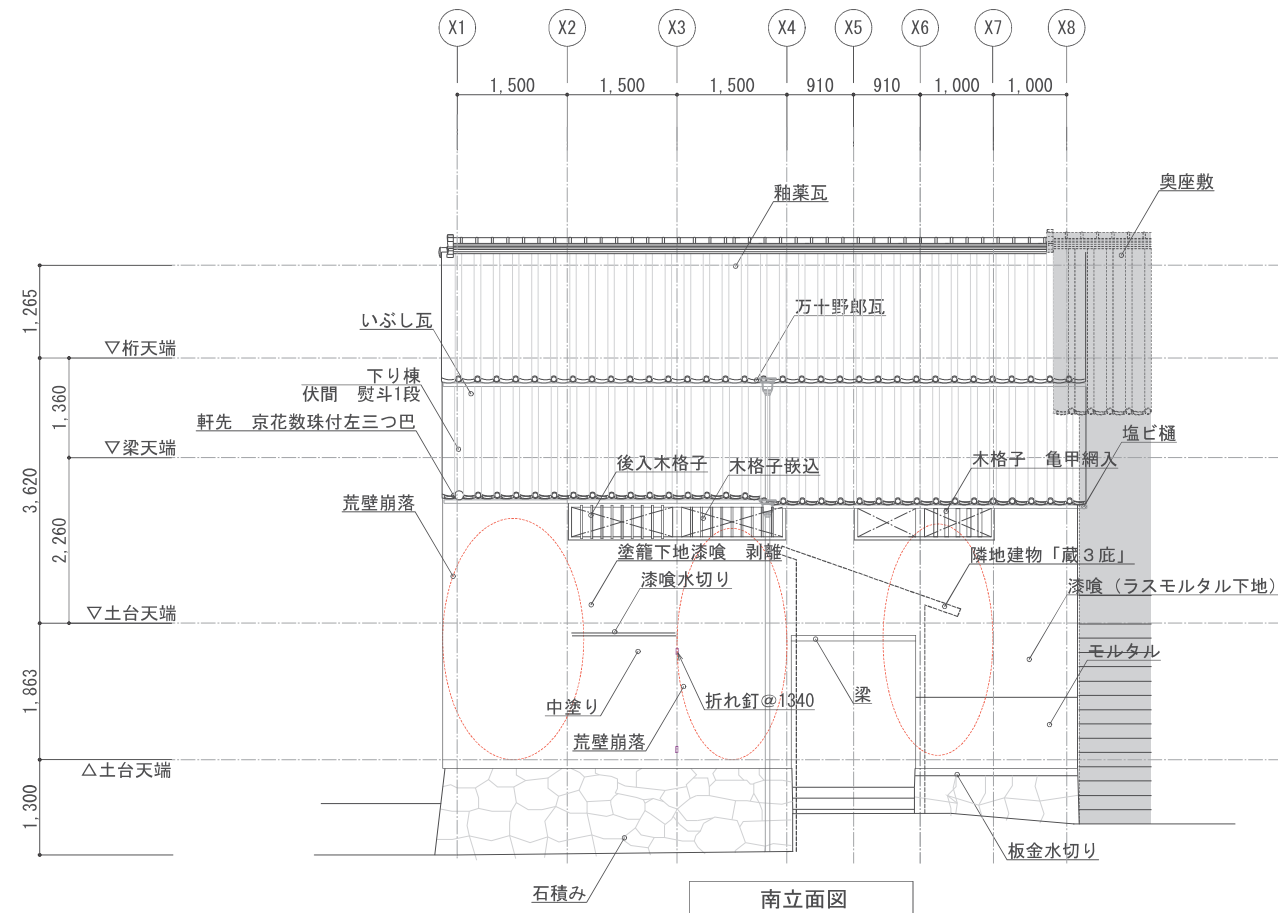 X1 X2 X3 X4 X5 X6 X7 X8
1,500 1,500 1,500 910 910 1,000 1,000
釉薬瓦
奥座敷
1,265
万十野郎瓦
いぶし瓦
▽桁天端
下り棟
伏間 熨斗1段
1,360
軒先 京花数珠付左三つ巴
塩ビ樋
▽梁天端
後入木格子
木格子嵌込
木格子 亀甲網入
3,620
荒壁崩落
2,260
塗籠下地漆喰 剥離
隣地建物「蔵3庇」
漆喰水切り
漆喰(ラスモルタル下地)
▽土台天端
モルタル
1,863
中塗り
折れ釘@1340
梁
荒壁崩落
△土台天端
1,300
板金水切り
石積み
南立面図